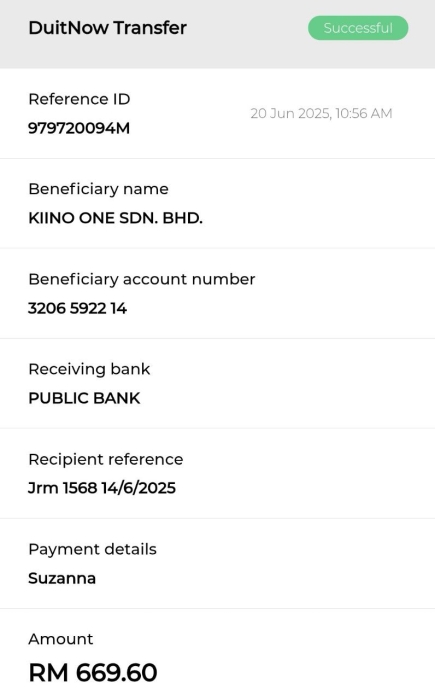 DuitNow Transfer
Successful
Reference ID
20 Jun 2025, 10:56 AM
979720094M
Beneficiary name
KIINO ONE SDN. BHD.
Beneficiary account number
3206 5922 14
Receiving bank
PUBLIC BANK
Recipient reference
Jrm 1568 14/6/2025
Payment details
Suzanna
Amount
RM 669.60